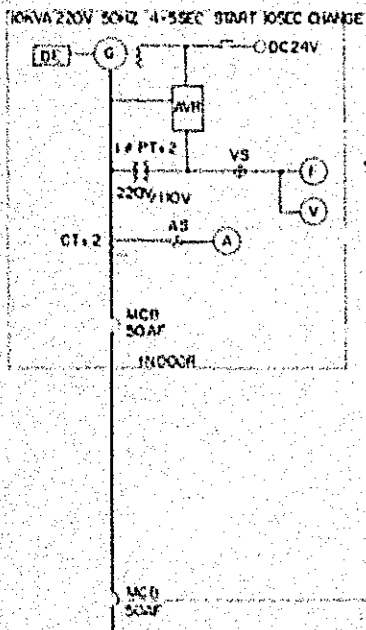 10KVA 220V 50HZ 4-5SEC START 10SEC CHANGE
DE
G
DC24V
AVR
1φ PT×2
VS
F
220V/110V
V
CT×2
AS
A
MCB
50AF
INDOOR
MCB
50AF